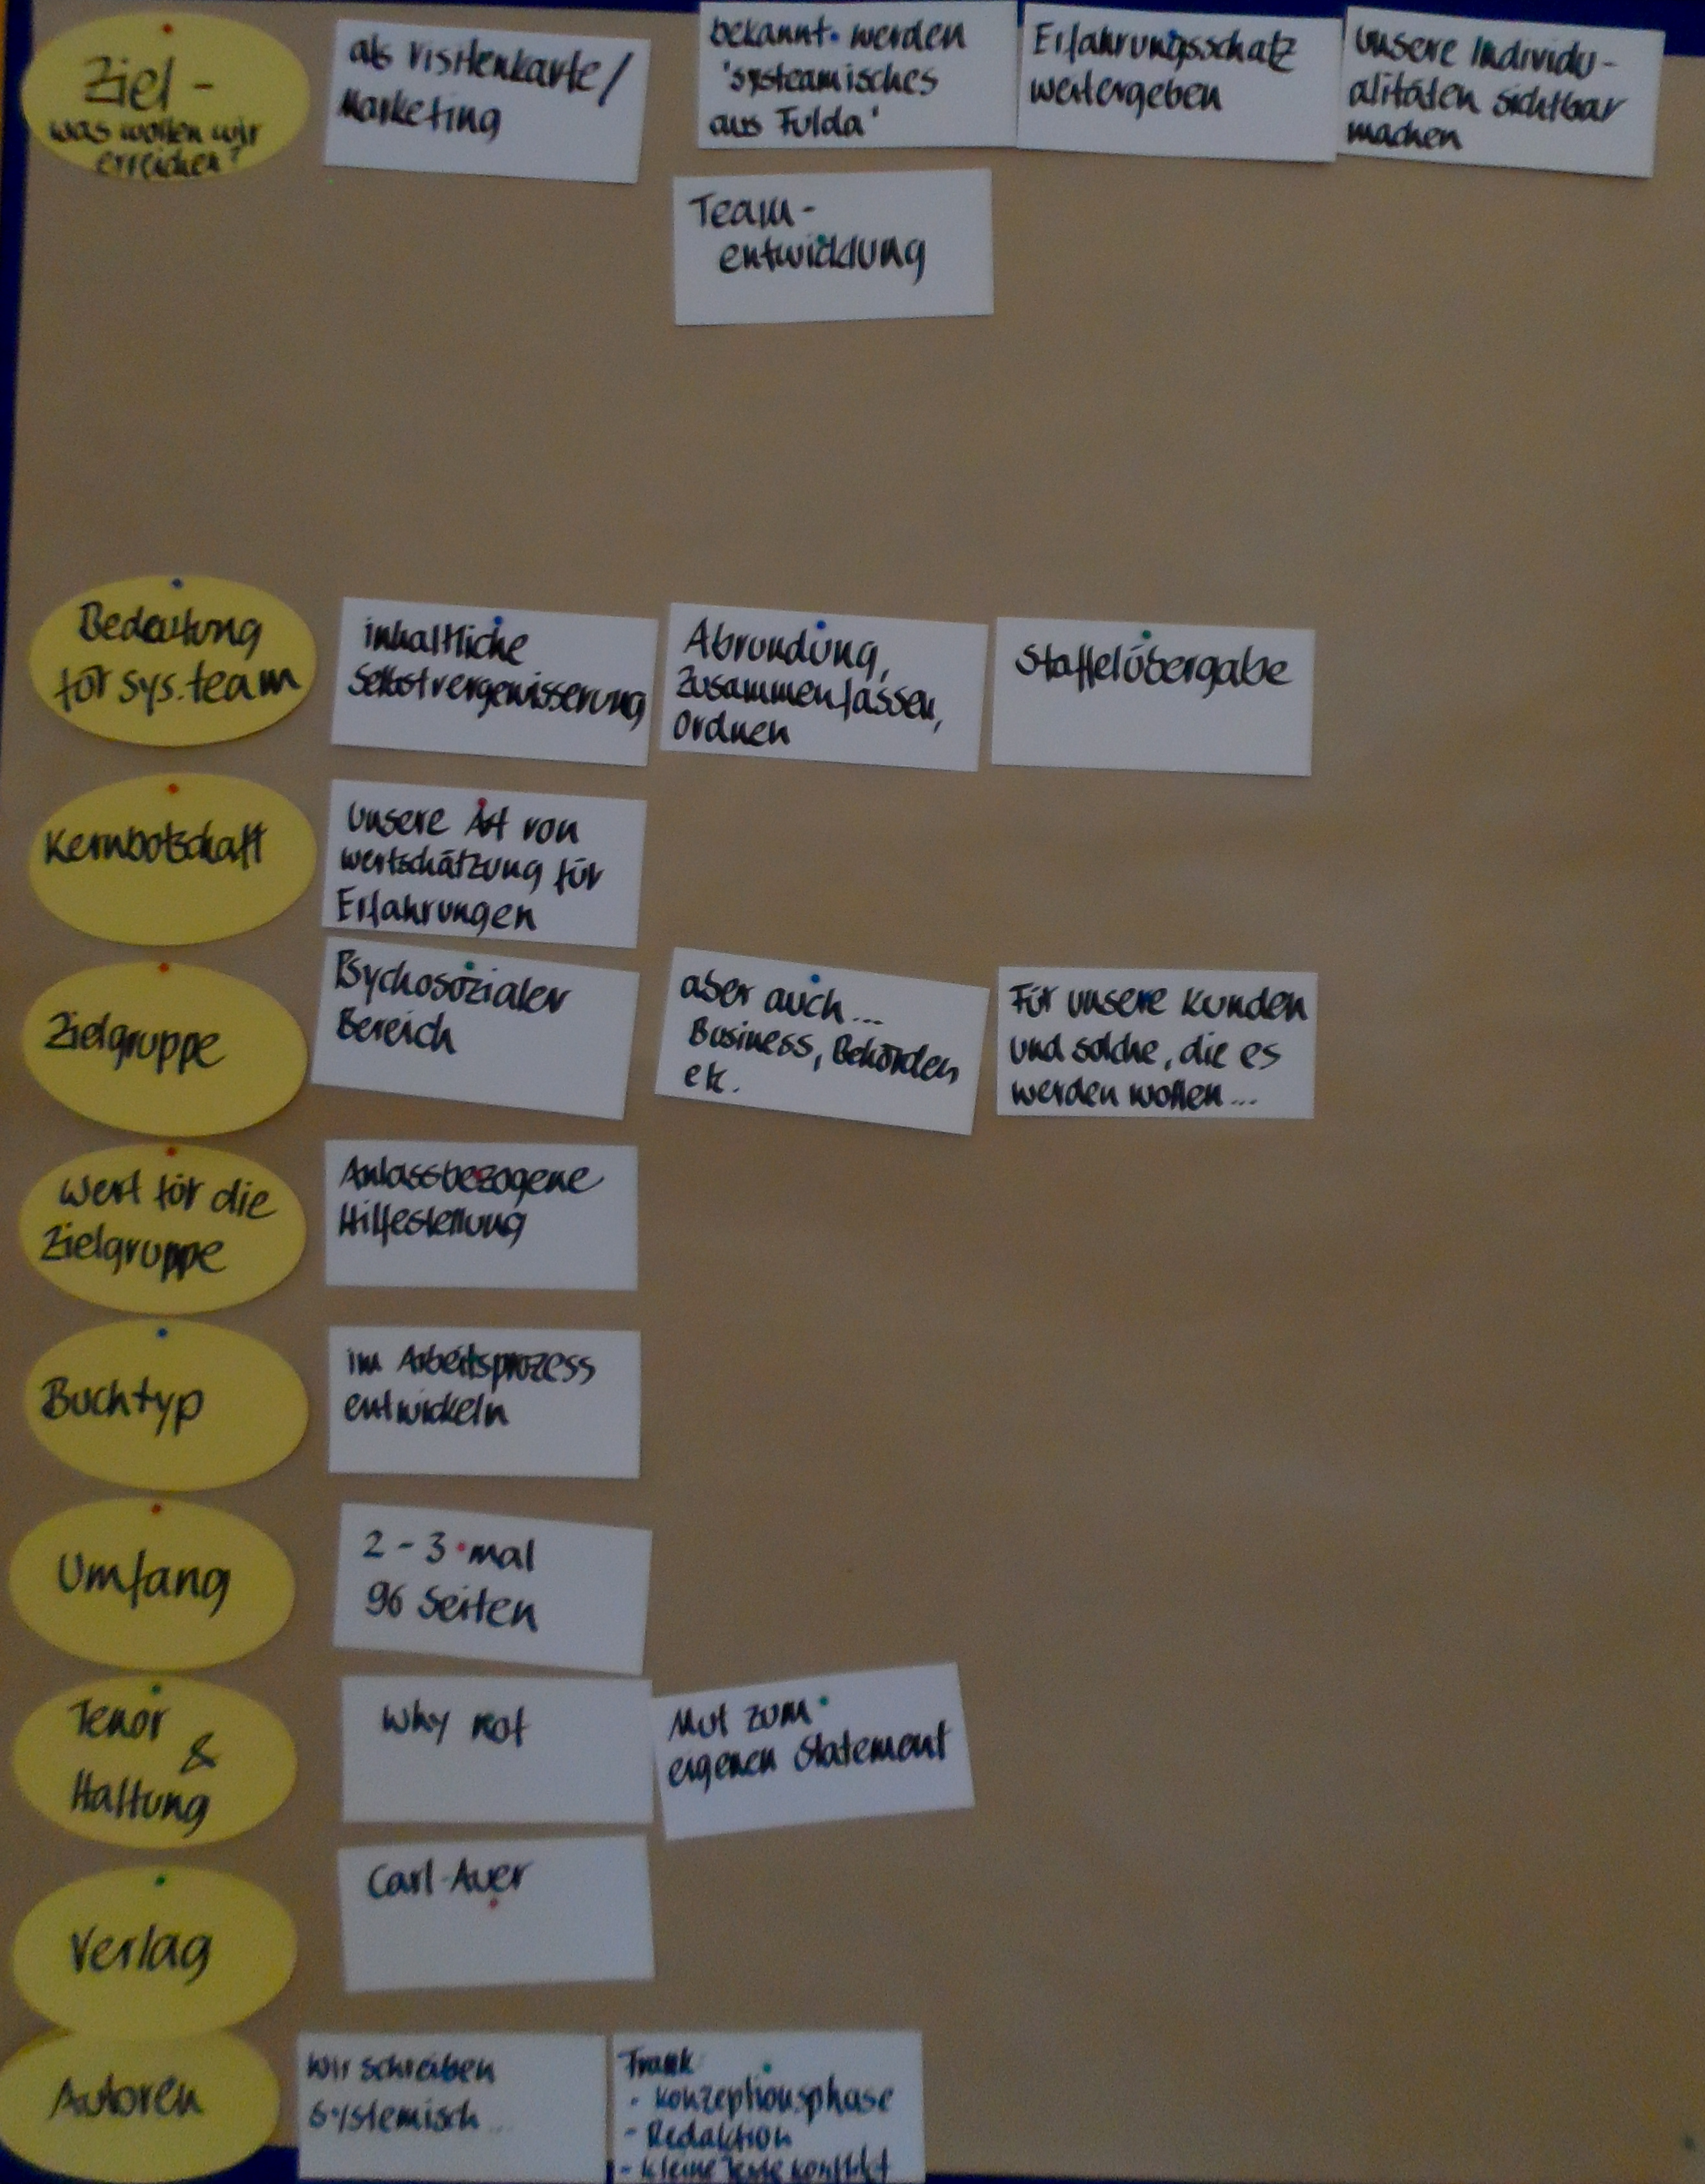 Ziel -
was wollen wir
erreichen?
als Visitenkarte/
Marketing
bekannt werden
'systeamisches
aus Fulda'
Erfahrungsschatz
weitergeben
Unsere Individu-
alitäten sichtbar
machen
Team-
entwicklung
Bedeutung
für sys.team
inhaltliche
Selbstvergewisserung
Abrundung,
Zusammenfassen,
Ordnen
Staffelübergabe
Kernbotschaft
Unsere Art von
Wertschätzung für
Erfahrungen
Zielgruppe
Psychosozialer
Bereich
aber auch...
Business, Behörden
etc.
Für unsere Kunden
und solche, die es
werden wollen...
Wert für die
Zielgruppe
Anlassbezogene
Hilfestellung
Buchtyp
im Arbeitsprozess
entwickeln
Umfang
2 - 3 mal
96 Seiten
Tenor
&
Haltung
Why not
Mut zum
eigenen Statement
Verlag
Carl-Auer
Autoren
Wir schreiben
systemisch...
Frank
- Konzeptionsphase
- Redaktion
- kleine Texte Konflikt